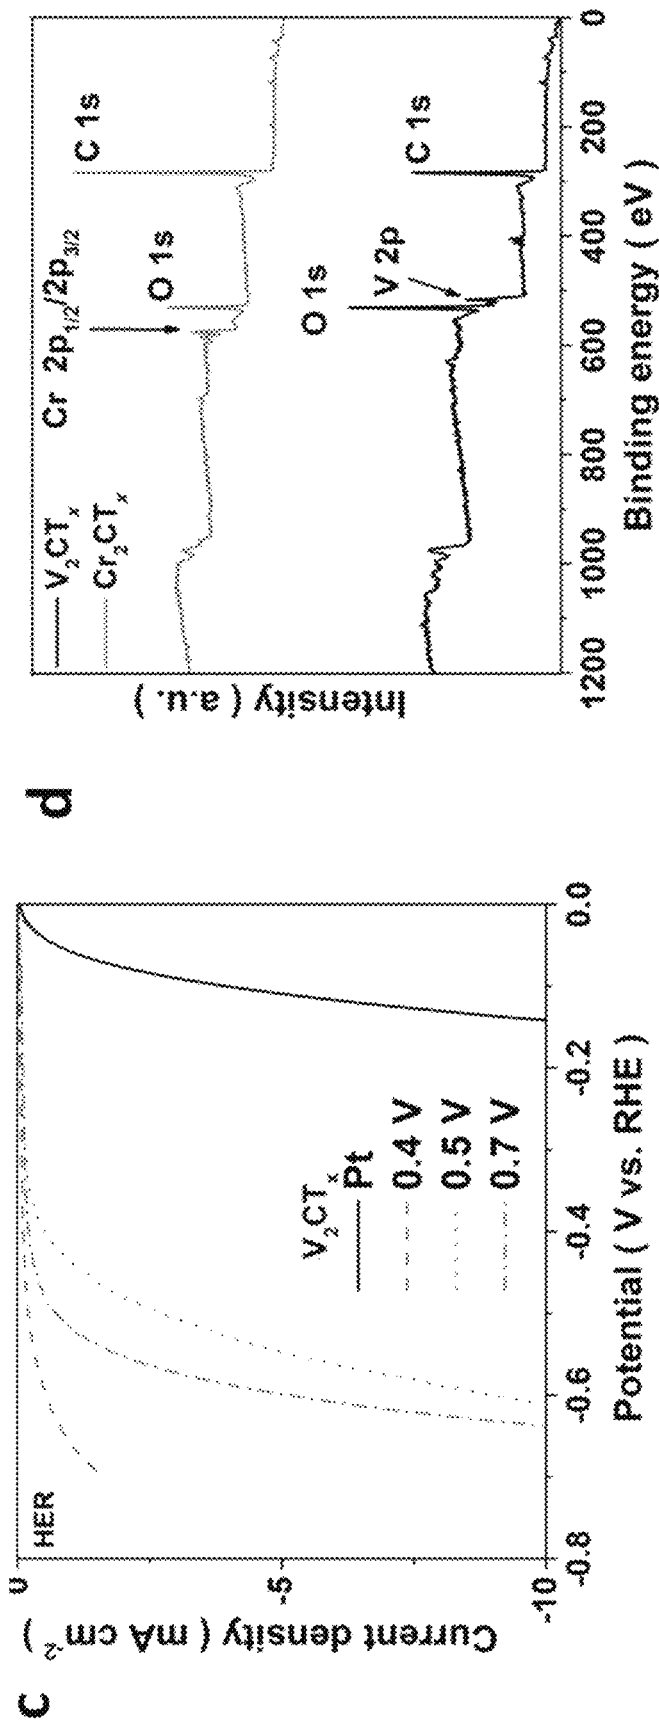 c
Current density ( mA cm⁻² )
0
-5
-10
HER
V₂CTₓ
Pt
0.4 V
0.5 V
0.7 V
-0.8
-0.6
-0.4
-0.2
0.0
Potential ( V vs. RHE )
d
Intensity ( a.u. )
V₂CTₓ
Cr₂CTₓ
Cr 2p₁/₂/2p₃/₂
O 1s
C 1s
O 1s
V 2p
C 1s
1200
1000
800
600
400
200
0
Binding energy ( eV )